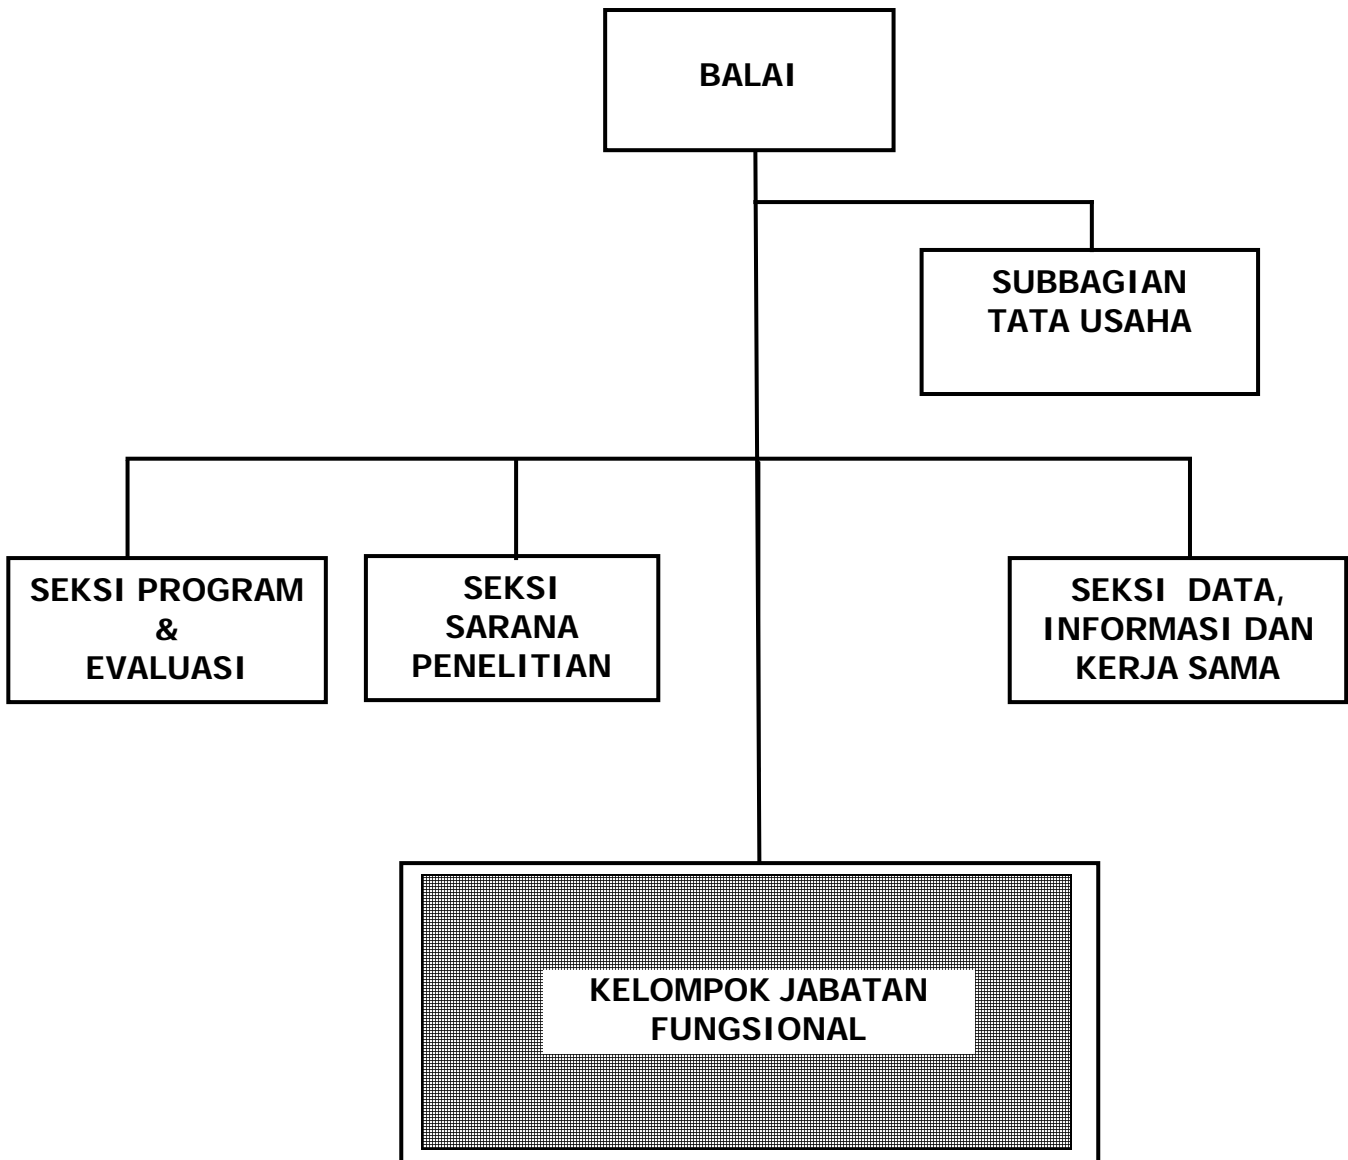 BALAI
SUBBAGIAN
TATA USAHA
SEKSI PROGRAM
&
EVALUASI
SEKSI
SARANA
PENELITIAN
SEKSI DATA,
INFORMASI DAN
KERJA SAMA
KELOMPOK JABATAN
FUNGSIONAL